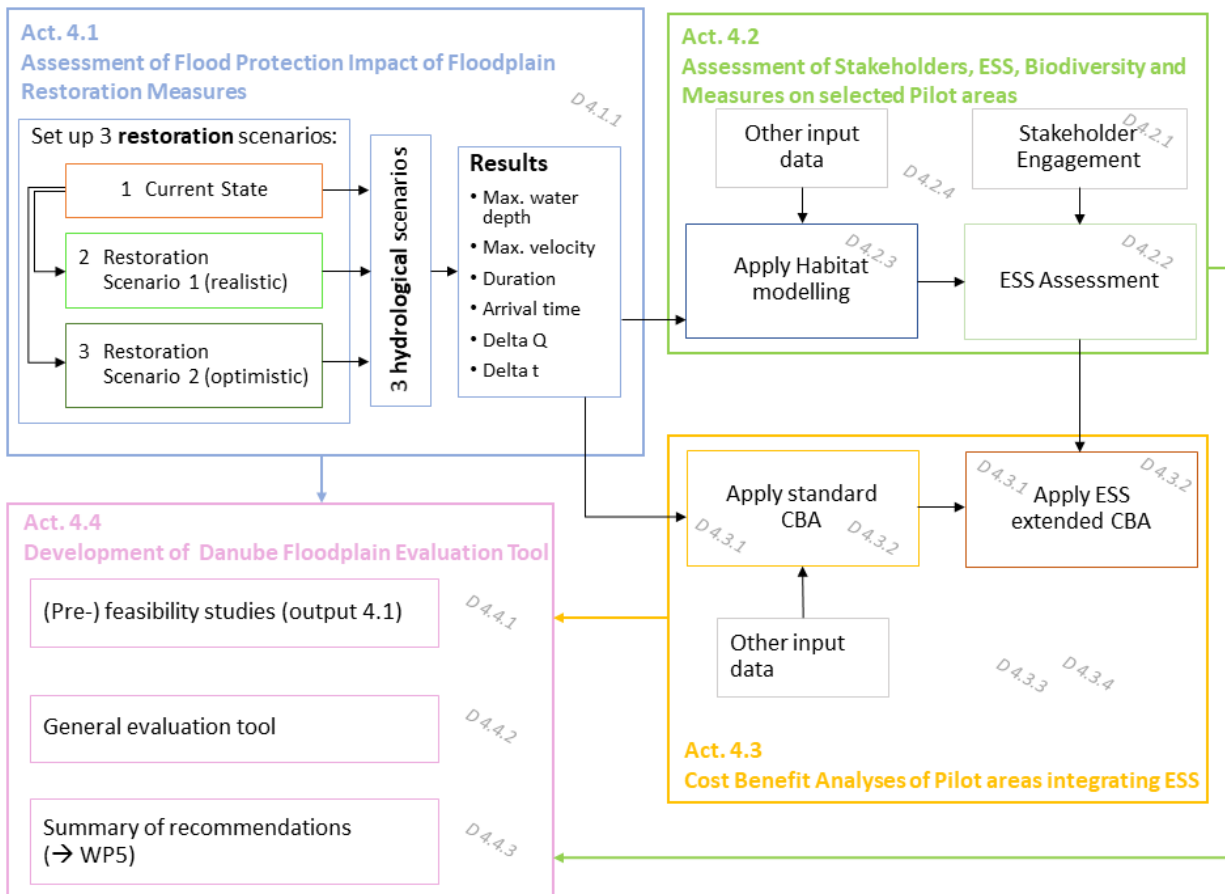 Act. 4.1
Assessment of Flood Protection Impact of Floodplain
Restoration Measures
D 4.1.1
Set up 3 restoration scenarios:
1 Current State
2 Restoration
Scenario 1 (realistic)
3 Restoration
Scenario 2 (optimistic)
3 hydrological scenarios
Results
• Max. water
depth
• Max. velocity
• Duration
• Arrival time
• Delta Q
• Delta t
Act. 4.2
Assessment of Stakeholders, ESS, Biodiversity and
Measures on selected Pilot areas
Other input
data
D 4.2.4
D 4.2.1
Stakeholder
Engagement
D 4.2.3
Apply Habitat
modelling
D 4.2.2
ESS Assessment
Apply standard
CBA
D 4.3.1
D 4.3.2
D 4.3.1
D 4.3.2
Apply ESS
extended CBA
Other input
data
D 4.3.3
D 4.3.4
Act. 4.3
Cost Benefit Analyses of Pilot areas integrating ESS
Act. 4.4
Development of Danube Floodplain Evaluation Tool
(Pre-) feasibility studies (output 4.1)
D 4.4.1
General evaluation tool
D 4.4.2
Summary of recommendations
(→ WP5)
D 4.4.3